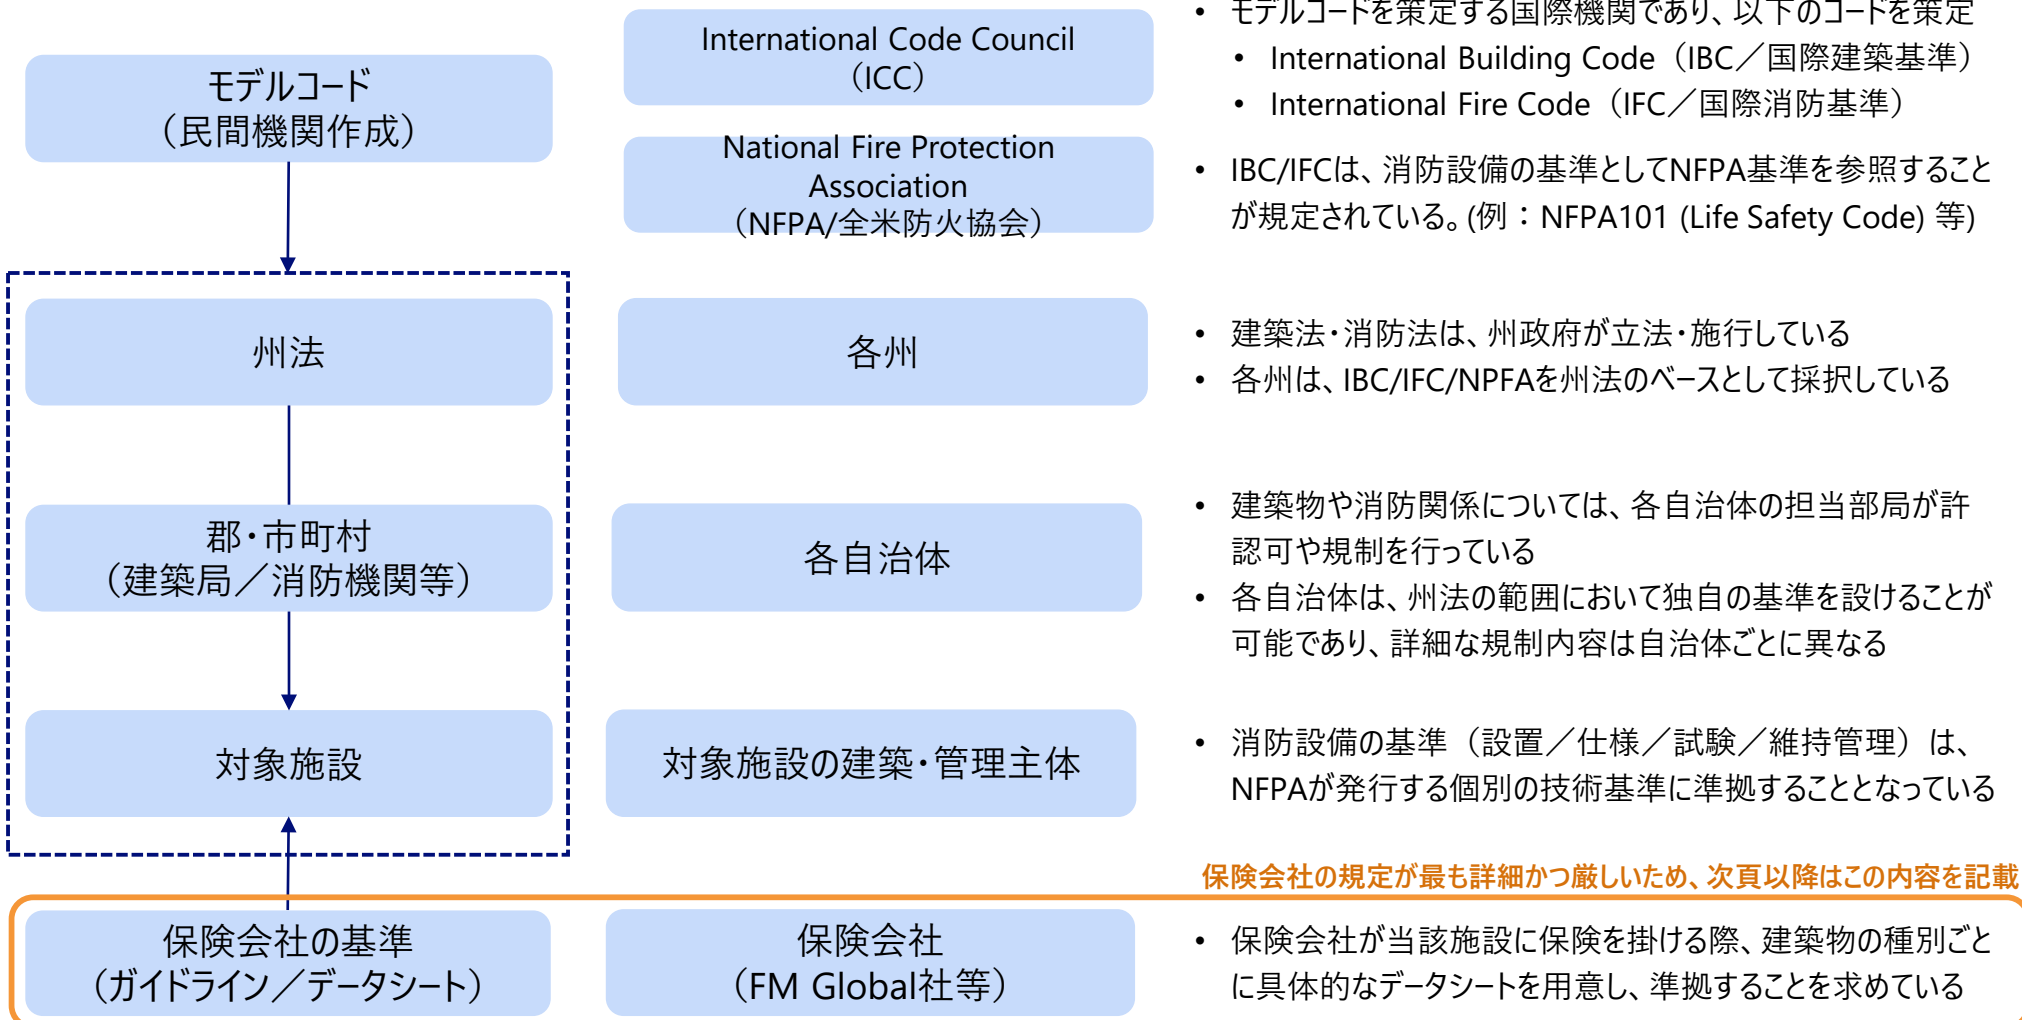 モデルコード
（民間機関作成）
International Code Council
（ICC）
• モデルコードを策定する国際機関であり、以下のコードを策定
• International Building Code（IBC／国際建築基準）
• International Fire Code（IFC／国際消防基準）
National Fire Protection
Association
（NFPA/全米防火協会）
• IBC/IFCは、消防設備の基準としてNFPA基準を参照すること
が規定されている。(例：NFPA101 (Life Safety Code) 等)
州法
各州
• 建築法・消防法は、州政府が立法・施行している
• 各州は、IBC/IFC/NPFAを州法のベースとして採択している
郡・市町村
（建築局／消防機関等）
各自治体
• 建築物や消防関係については、各自治体の担当部局が許
認可や規制を行っている
• 各自治体は、州法の範囲において独自の基準を設けることが
可能であり、詳細な規制内容は自治体ごとに異なる
対象施設
対象施設の建築・管理主体
• 消防設備の基準（設置／仕様／試験／維持管理）は、
NFPAが発行する個別の技術基準に準拠することとなっている
保険会社の規定が最も詳細かつ厳しいため、次頁以降はこの内容を記載
保険会社の基準
（ガイドライン／データシート）
保険会社
（FM Global社等）
• 保険会社が当該施設に保険を掛ける際、建築物の種別ごと
に具体的なデータシートを用意し、準拠することを求めている